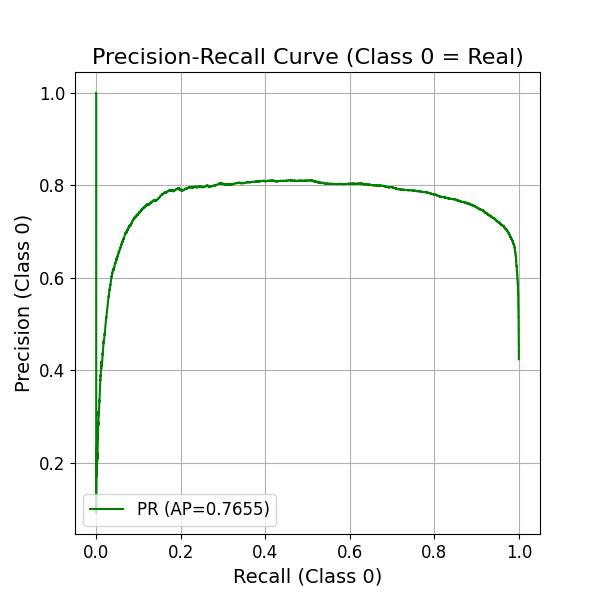 Precision-Recall Curve (Class 0 = Real)
Precision (Class 0)
1.0
0.8
0.6
0.4
0.2
PR (AP=0.7655)
0.0 0.2 0.4 0.6 0.8 1.0
Recall (Class 0)